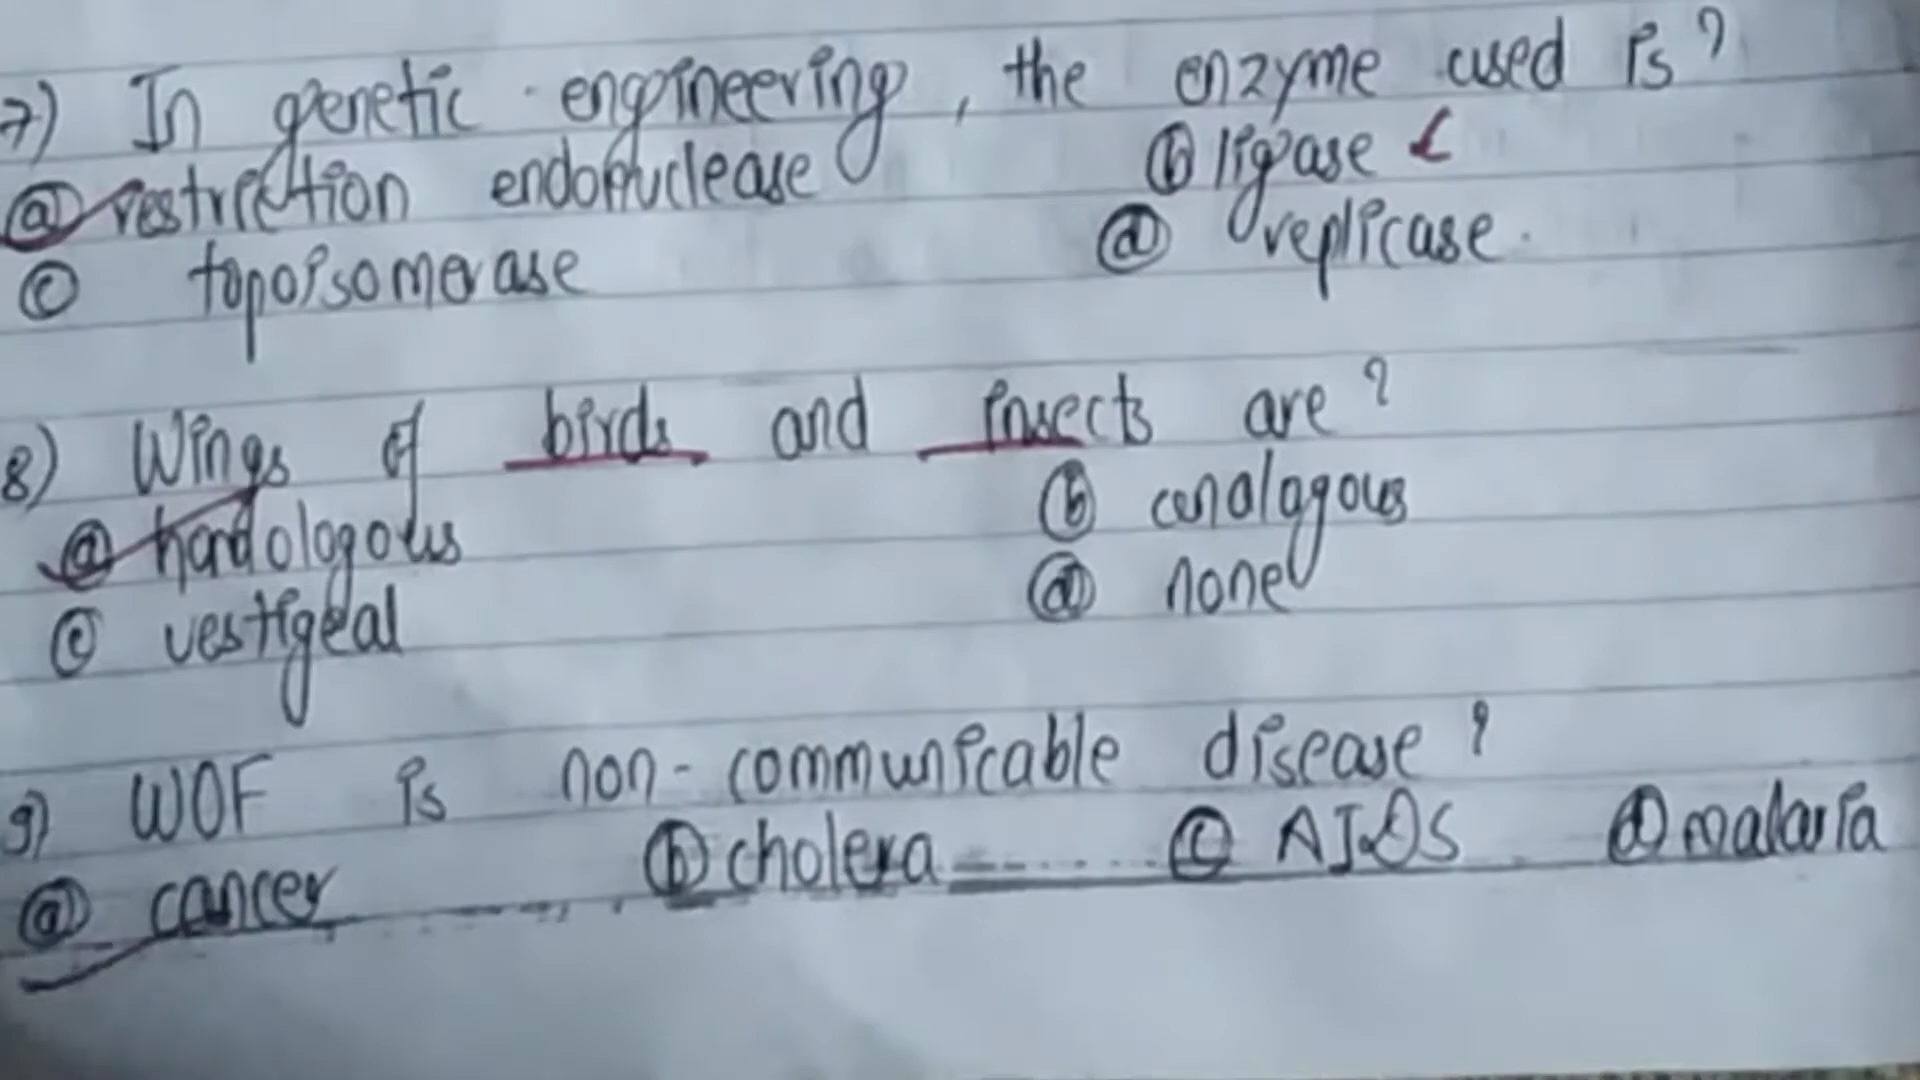 7) In genetic engineering, the enzyme used is?
(a) restriction endonuclease (b) ligase
(c) topoisomerase (d) replicase.
8) Wings of birds and insects are?
(a) homologous (b) analogous
(c) vestigeal (d) none
9) WOF is non-communicable disease?
(a) cancer (b) cholera (c) AIDS (d) malaria